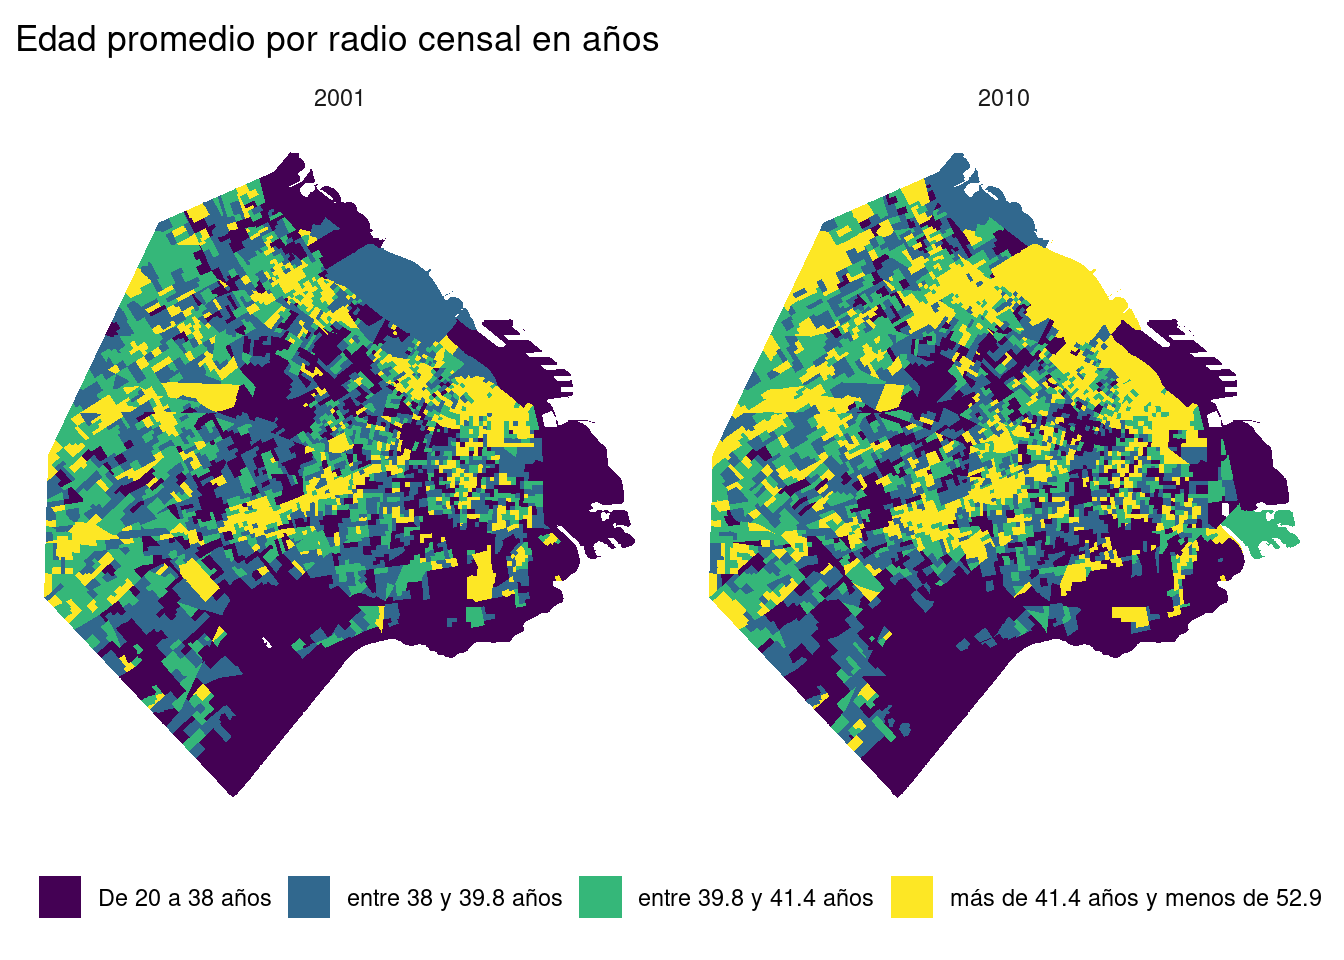 Edad promedio por radio censal en años
2001
2010
De 20 a 38 años
entre 38 y 39.8 años
entre 39.8 y 41.4 años
más de 41.4 años y menos de 52.9